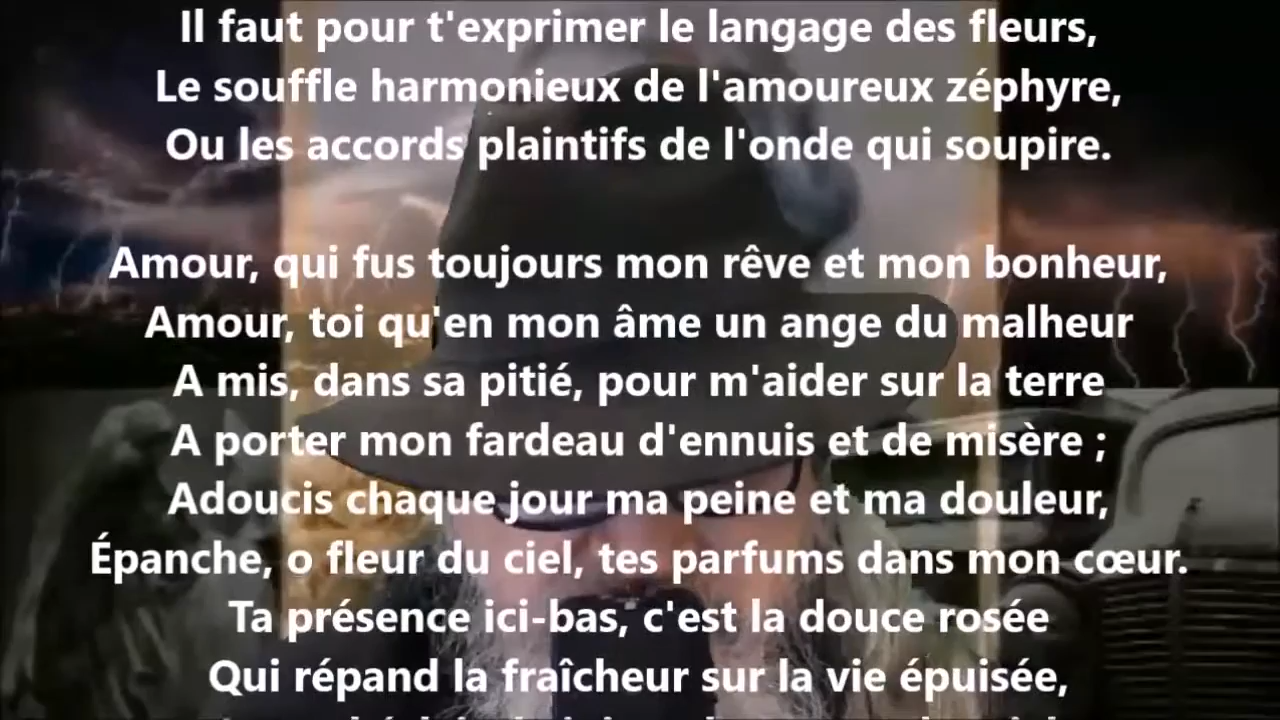 Il faut pour t'exprimer le langage des fleurs,
Le souffle harmonieux de l'amoureux zéphyre,
Ou les accords plaintifs de l'onde qui soupire.
Amour, qui fus toujours mon rêve et mon bonheur,
Amour, toi qu'en mon âme un ange du malheur
A mis, dans sa pitié, pour m'aider sur la terre
A porter mon fardeau d'ennuis et de misère ;
Adoucis chaque jour ma peine et ma douleur,
Épanche, o fleur du ciel, tes parfums dans mon cœur.
Ta présence ici-bas, c'est la douce rosée
Qui répand la fraîcheur sur la vie épuisée,